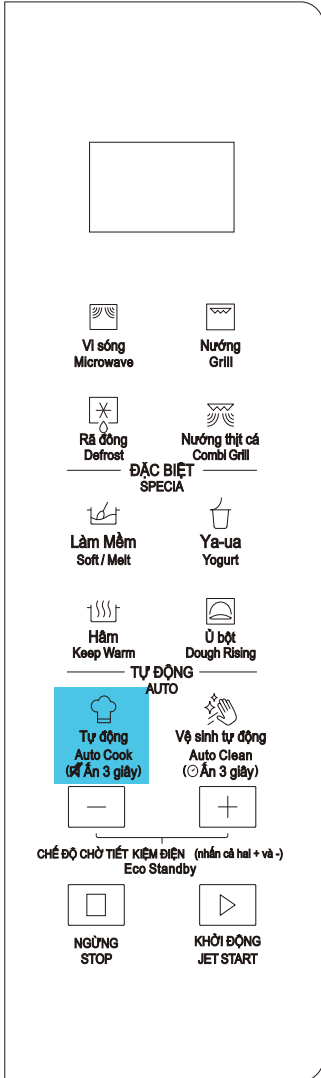 Vi sóng Nướng
Microwave Grill
Rã đông Nướng thịt cá
Defrost Combi Grill
ĐẶC BIỆT
SPECIA
Làm Mềm Ya-ua
Soft / Melt Yogurt
Hâm Ủ bột
Keep Warm Dough Rising
TỰ ĐỘNG
AUTO
Tự động Vệ sinh tự động
Auto Cook Auto Clean
(Ấn 3 giây) (Ấn 3 giây)
CHẾ ĐỘ CHỜ TIẾT KIỆM ĐIỆN (nhấn cả hai + và -)
Eco Standby
NGỪNG KHỞI ĐỘNG
STOP JET START